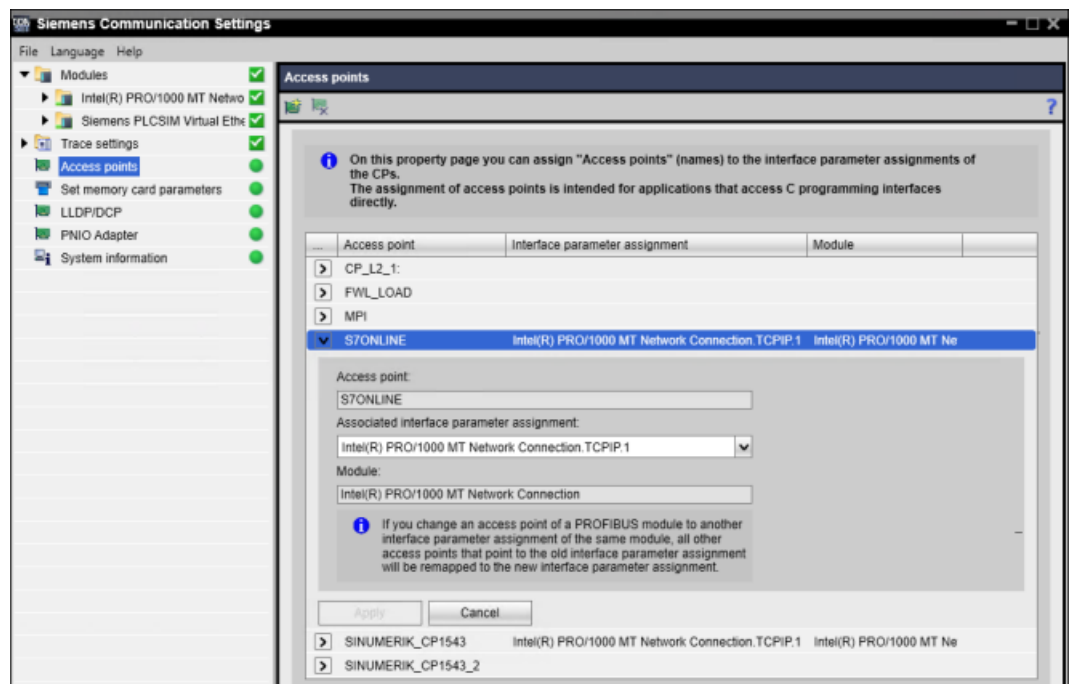 Siemens Communication Settings
File Language Help
Modules
Intel(R) PRO/1000 MT Netwo
Siemens PLCSIM Virtual Ethe
Trace settings
Access points
Set memory card parameters
LLDP/DCP
PNIO Adapter
System information
Access points
?
On this property page you can assign "Access points" (names) to the interface parameter assignments of
the CPs.
The assignment of access points is intended for applications that access C programming interfaces
directly.
... Access point Interface parameter assignment Module
CP_L2_1:
FWL_LOAD
MPI
S7ONLINE Intel(R) PRO/1000 MT Network Connection.TCPIP.1 Intel(R) PRO/1000 MT Ne
Access point:
S7ONLINE
Associated interface parameter assignment:
Intel(R) PRO/1000 MT Network Connection.TCPIP.1
Module:
Intel(R) PRO/1000 MT Network Connection
If you change an access point of a PROFIBUS module to another
interface parameter assignment of the same module, all other
access points that point to the old interface parameter assignment
will be remapped to the new interface parameter assignment.
Apply Cancel
SINUMERIK_CP1543 Intel(R) PRO/1000 MT Network Connection.TCPIP.1 Intel(R) PRO/1000 MT Ne
SINUMERIK_CP1543_2